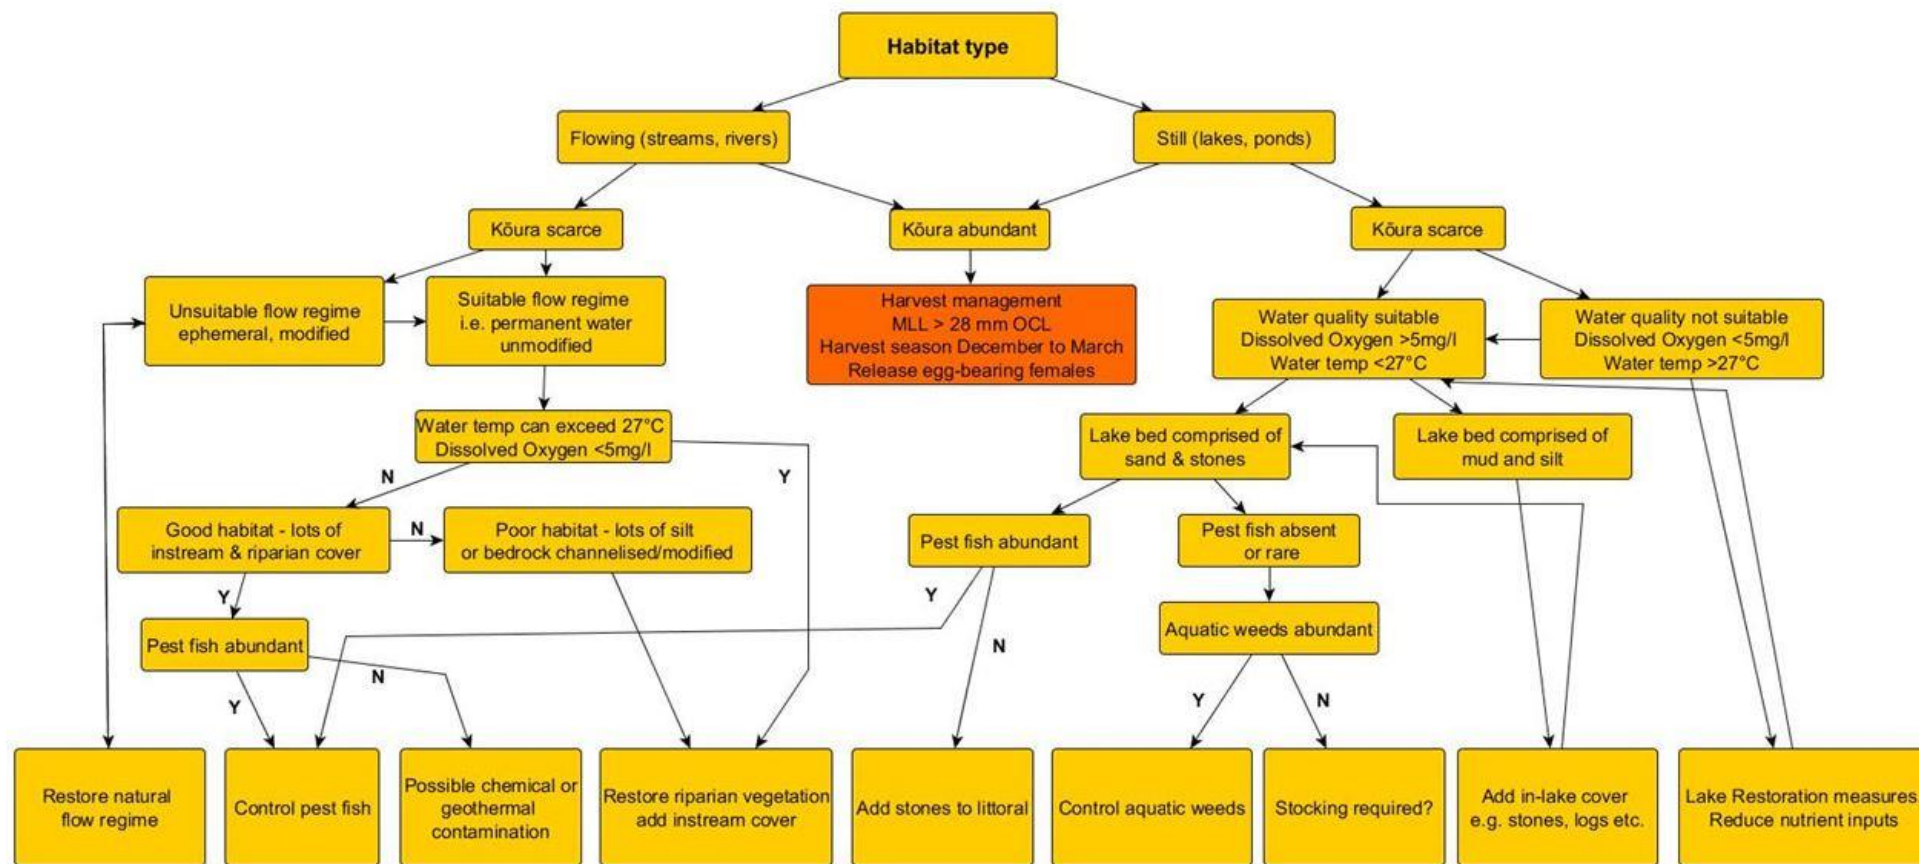 Habitat type
Flowing (streams, rivers)
Still (lakes, ponds)
Kōura scarce
Kōura abundant
Kōura scarce
Unsuitable flow regime
ephemeral, modified
Suitable flow regime
i.e. permanent water
unmodified
Harvest management
MLL > 28 mm OCL
Harvest season December to March
Release egg-bearing females
Water quality suitable
Dissolved Oxygen >5mg/l
Water temp <27°C
Water quality not suitable
Dissolved Oxygen <5mg/l
Water temp >27°C
Water temp can exceed 27°C
Dissolved Oxygen <5mg/l
Lake bed comprised of
sand & stones
Lake bed comprised of
mud and silt
N
Y
Good habitat - lots of
instream & riparian cover
N
Poor habitat - lots of silt
or bedrock channelised/modified
Pest fish abundant
Pest fish absent
or rare
Y
Y
Pest fish abundant
Aquatic weeds abundant
N
N
Y
Y
N
Restore natural
flow regime
Control pest fish
Possible chemical or
geothermal
contamination
Restore riparian vegetation
add instream cover
Add stones to littoral
Control aquatic weeds
Stocking required?
Add in-lake cover
e.g. stones, logs etc.
Lake Restoration measures
Reduce nutrient inputs